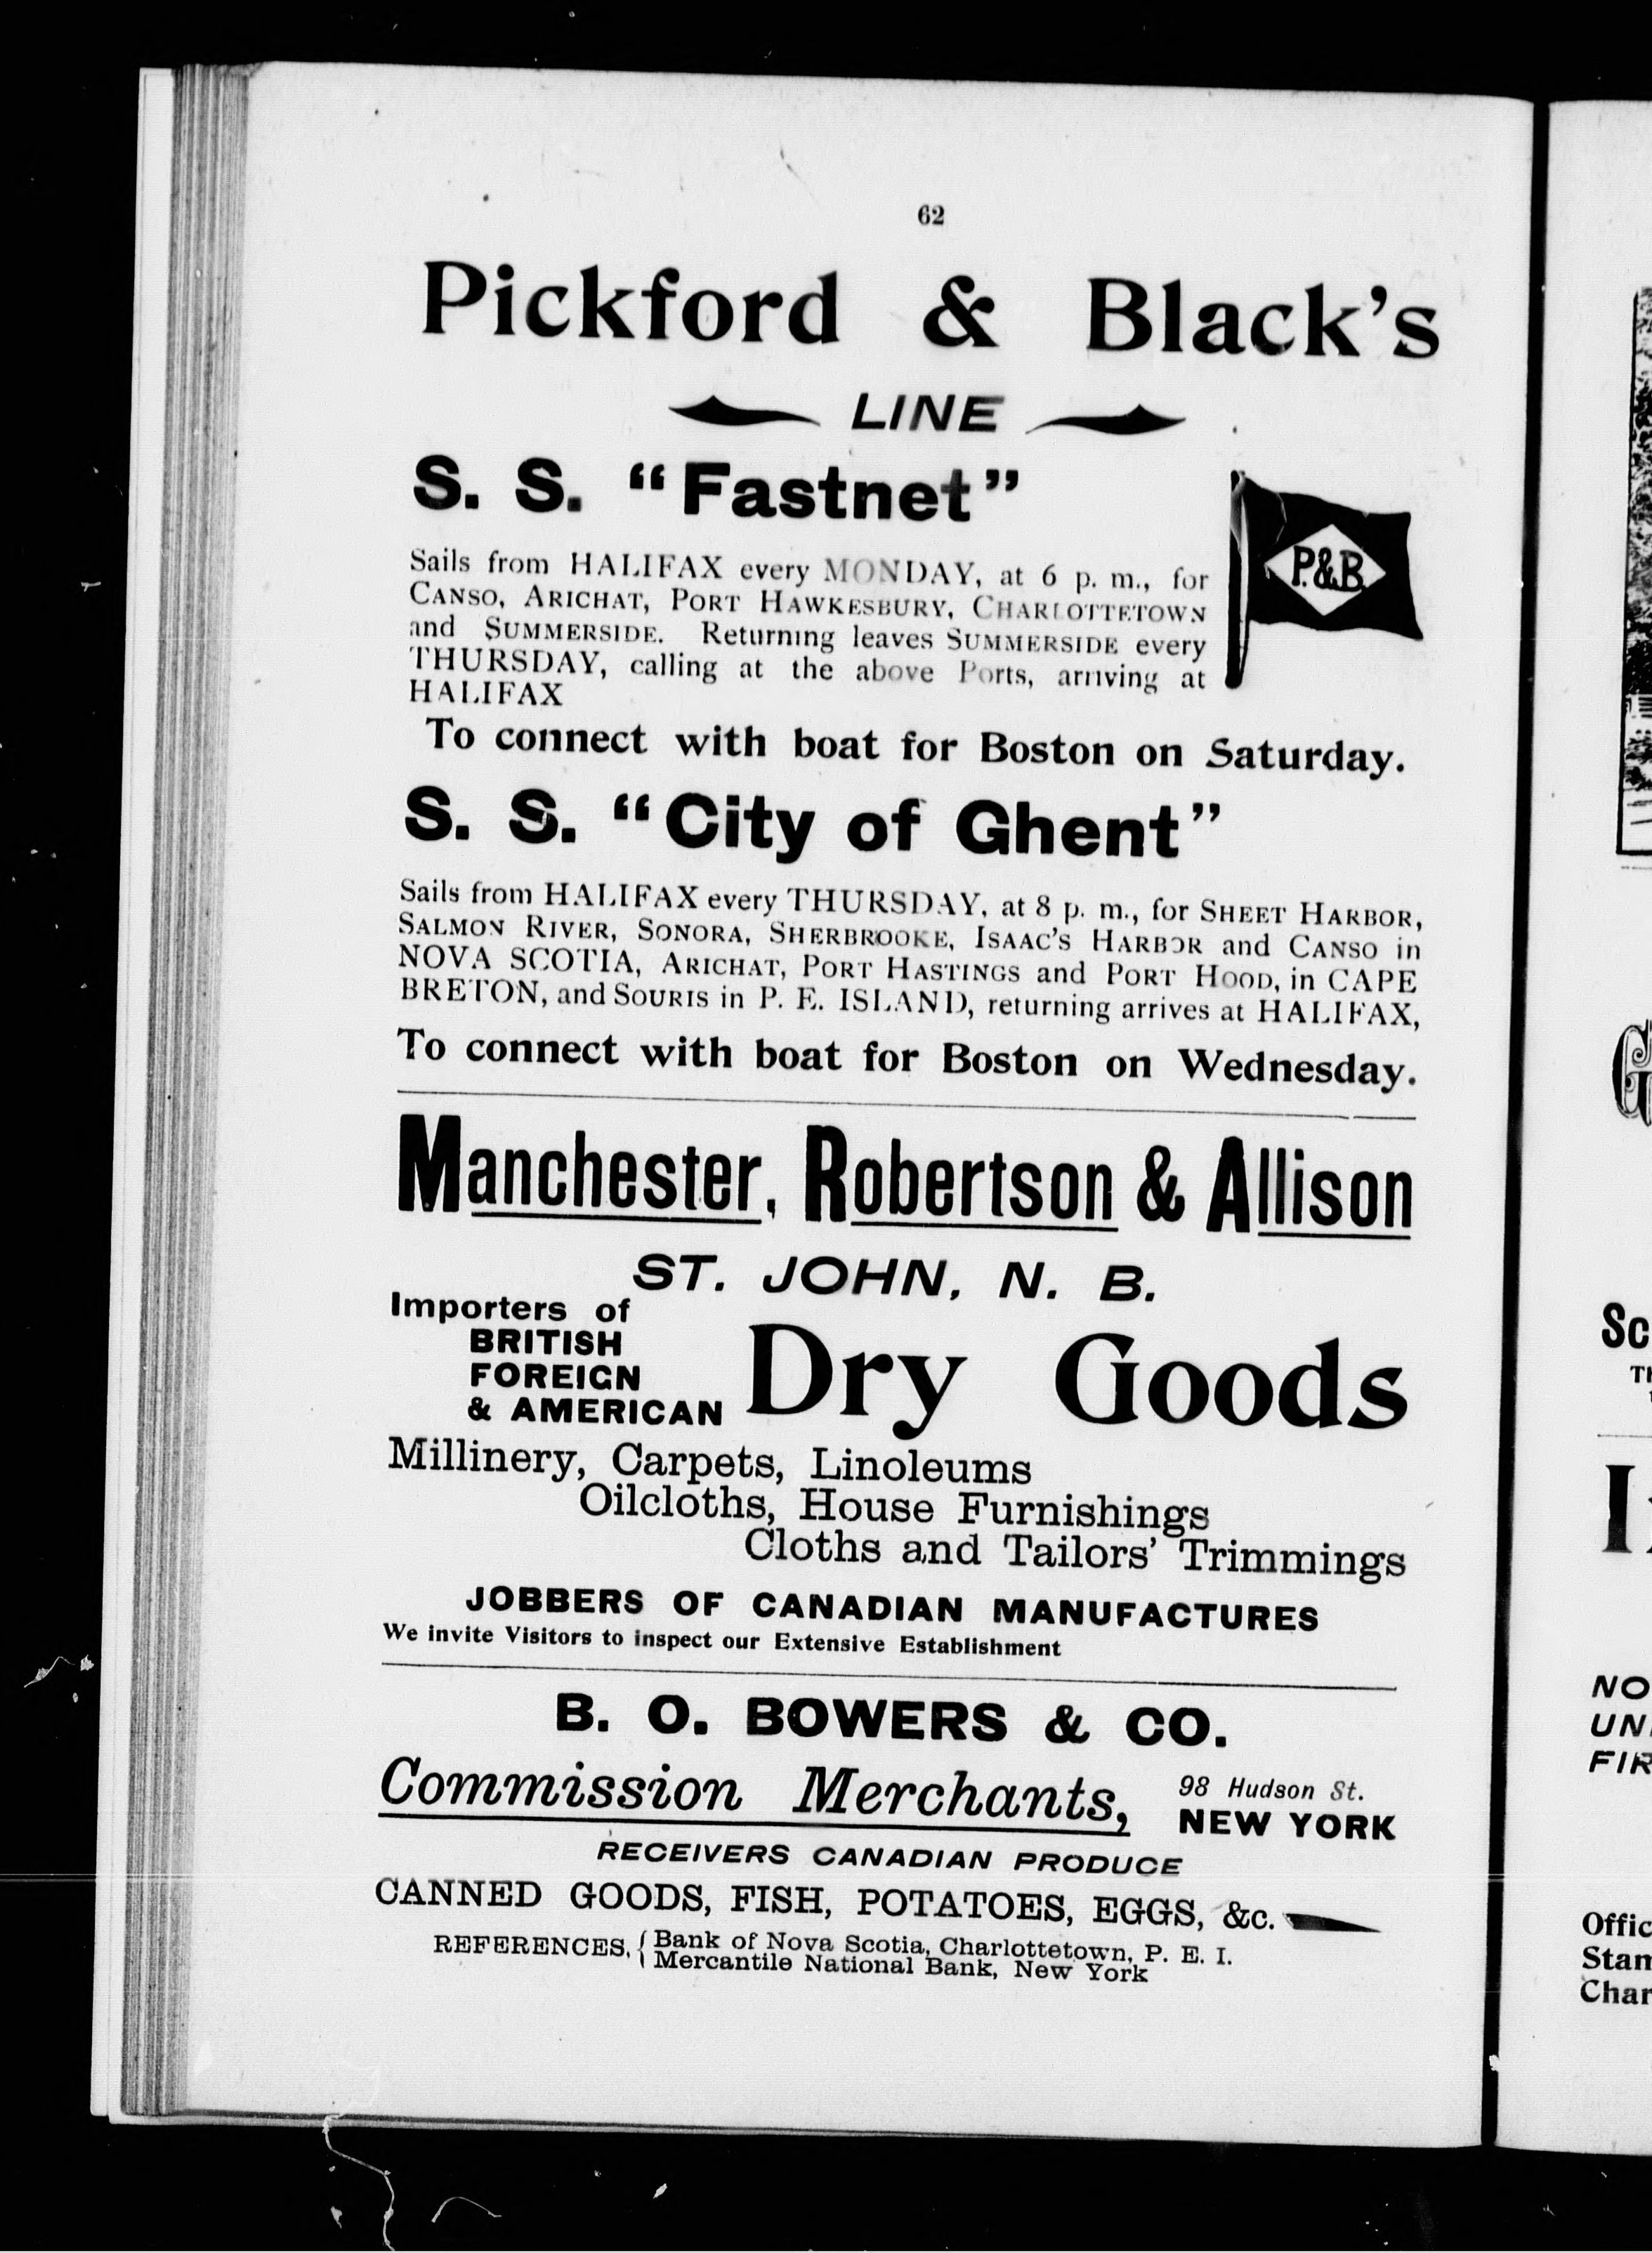 62
Pickford & Black's
LINE
S. S. “Fastnet”
P.&B.
Sails from HALIFAX every MONDAY, at 6 p. m., for
CANSO, ARICHAT, PORT HAWKESBURY, CHARLOTTETOWN
and SUMMERSIDE. Returning leaves SUMMERSIDE every
THURSDAY, calling at the above Ports, arriving at
HALIFAX
To connect with boat for Boston on Saturday.
S. S. “City of Ghent”
Sails from HALIFAX every THURSDAY, at 8 p. m., for SHEET HARBOR,
SALMON RIVER, SONORA, SHERBROOKE, ISAAC'S HARBOR and CANSO in
NOVA SCOTIA, ARICHAT, PORT HASTINGS and PORT HOOD, in CAPE
BRETON, and SOURIS in P. E. ISLAND, returning arrives at HALIFAX,
To connect with boat for Boston on Wednesday.
Manchester, Robertson & Allison
ST. JOHN, N. B.
Importers of
BRITISH
FOREIGN
& AMERICAN
Dry Goods
Millinery, Carpets, Linoleums
Oilcloths, House Furnishings
Cloths and Tailors' Trimmings
JOBBERS OF CANADIAN MANUFACTURES
We invite Visitors to inspect our Extensive Establishment
B. O. BOWERS & CO.
Commission Merchants,
98 Hudson St.
NEW YORK
RECEIVERS CANADIAN PRODUCE
CANNED GOODS, FISH, POTATOES, EGGS, &c.
REFERENCES, { Bank of Nova Scotia, Charlottetown, P. E. I.
Mercantile National Bank, New York